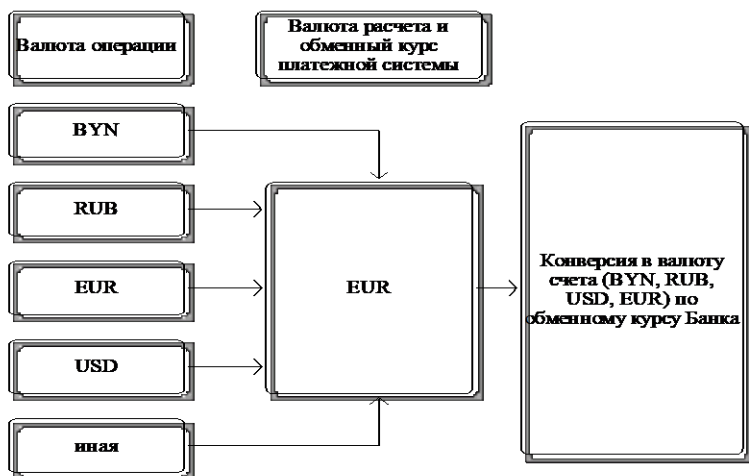 Валюта операции
Валюта расчета и
обменный курс
платежной системы
BYN
RUB
EUR
USD
иная
EUR
Конверсия в валюту
счета (BYN, RUB,
USD, EUR) по
обменному курсу Банка